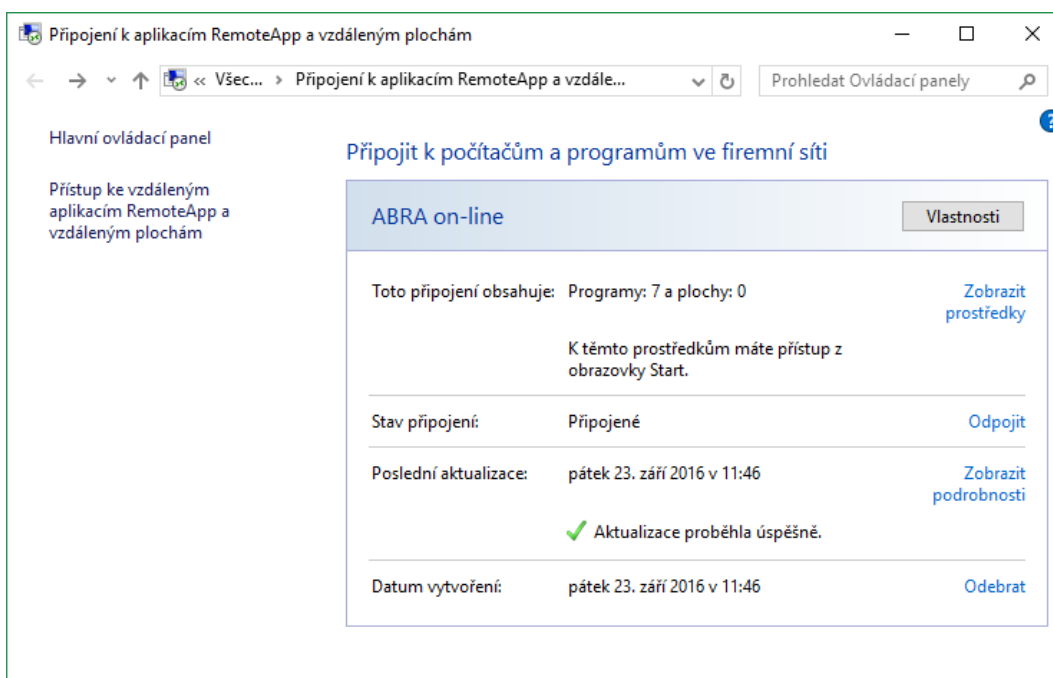 Připojení k aplikacím RemoteApp a vzdáleným plochám
« Všec... › Připojení k aplikacím RemoteApp a vzdále...
Prohledat Ovládací panely
?
Hlavní ovládací panel
Přístup ke vzdáleným
aplikacím RemoteApp a
vzdáleným plochám
Připojit k počítačům a programům ve firemní síti
ABRA on-line
Vlastnosti
Toto připojení obsahuje: Programy: 7 a plochy: 0
Zobrazit
prostředky
K těmto prostředkům máte přístup z
obrazovky Start.
Stav připojení: Připojené Odpojit
Poslední aktualizace: pátek 23. září 2016 v 11:46
Zobrazit
podrobnosti
Aktualizace proběhla úspěšně.
Datum vytvoření: pátek 23. září 2016 v 11:46 Odebrat